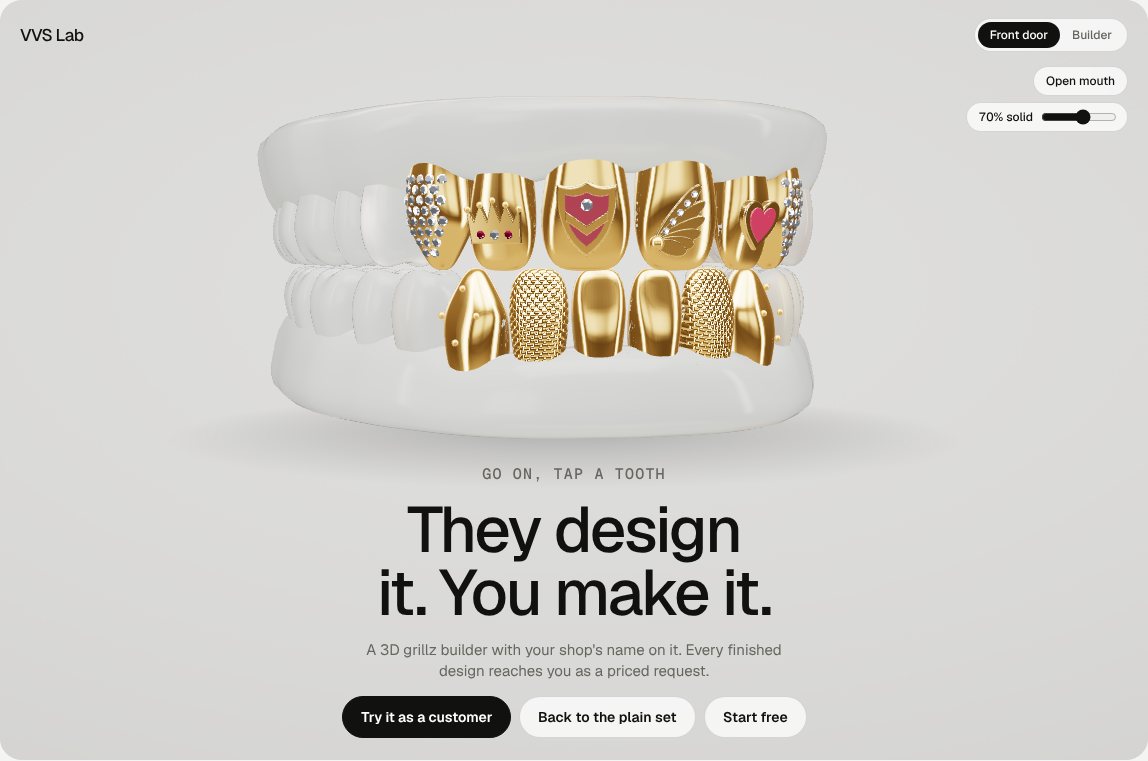 VVS Lab
Front door
Builder
Open mouth
70% solid
GO ON, TAP A TOOTH
They design
it. You make it.
A 3D grillz builder with your shop's name on it. Every finished
design reaches you as a priced request.
Try it as a customer
Back to the plain set
Start free